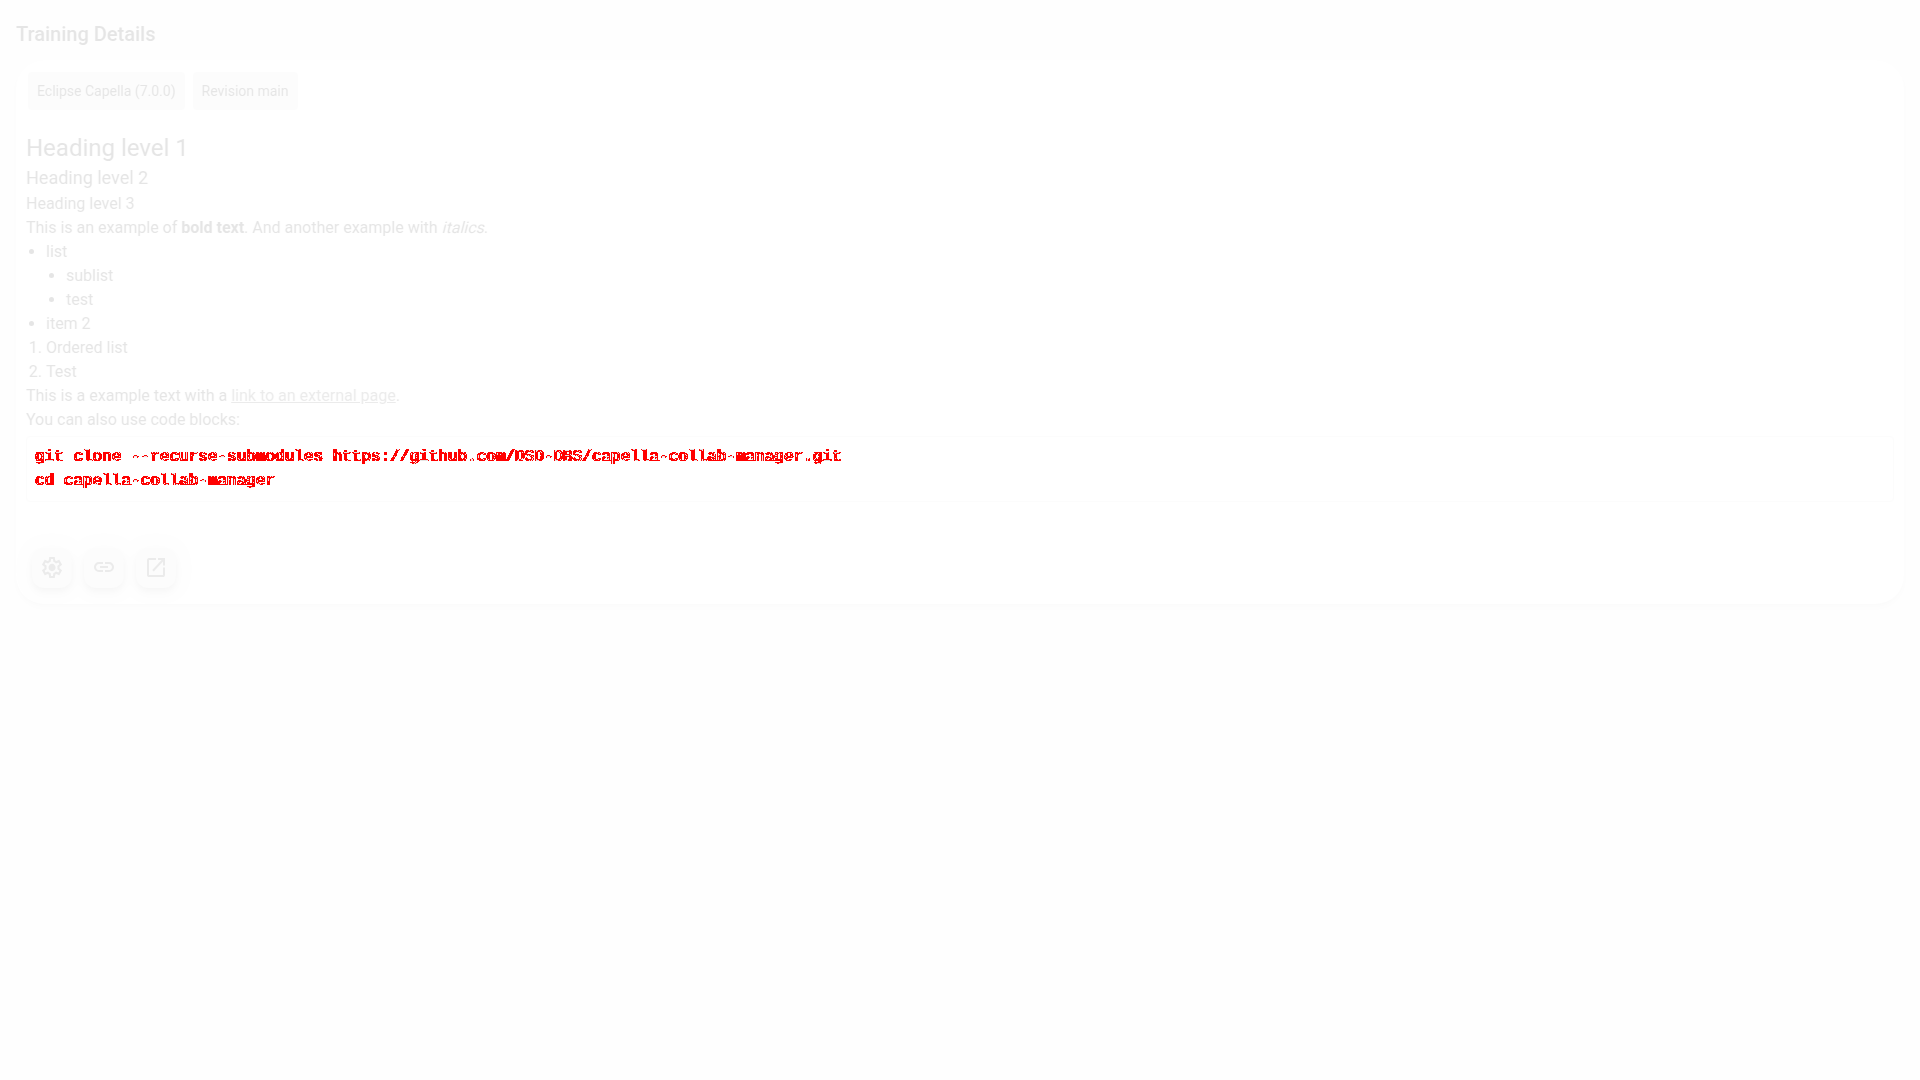 Training Details
Eclipse Capella (7.0.0) Revision main
Heading level 1
Heading level 2
Heading level 3
This is an example of bold text. And another example with italics.
• list
• sublist
• test
• item 2
1. Ordered list
2. Test
This is a example text with a link to an external page.
You can also use code blocks:
git clone --recurse-submodules https://github.com/DSD-DBS/capella-collab-manager.git
cd capella-collab-manager